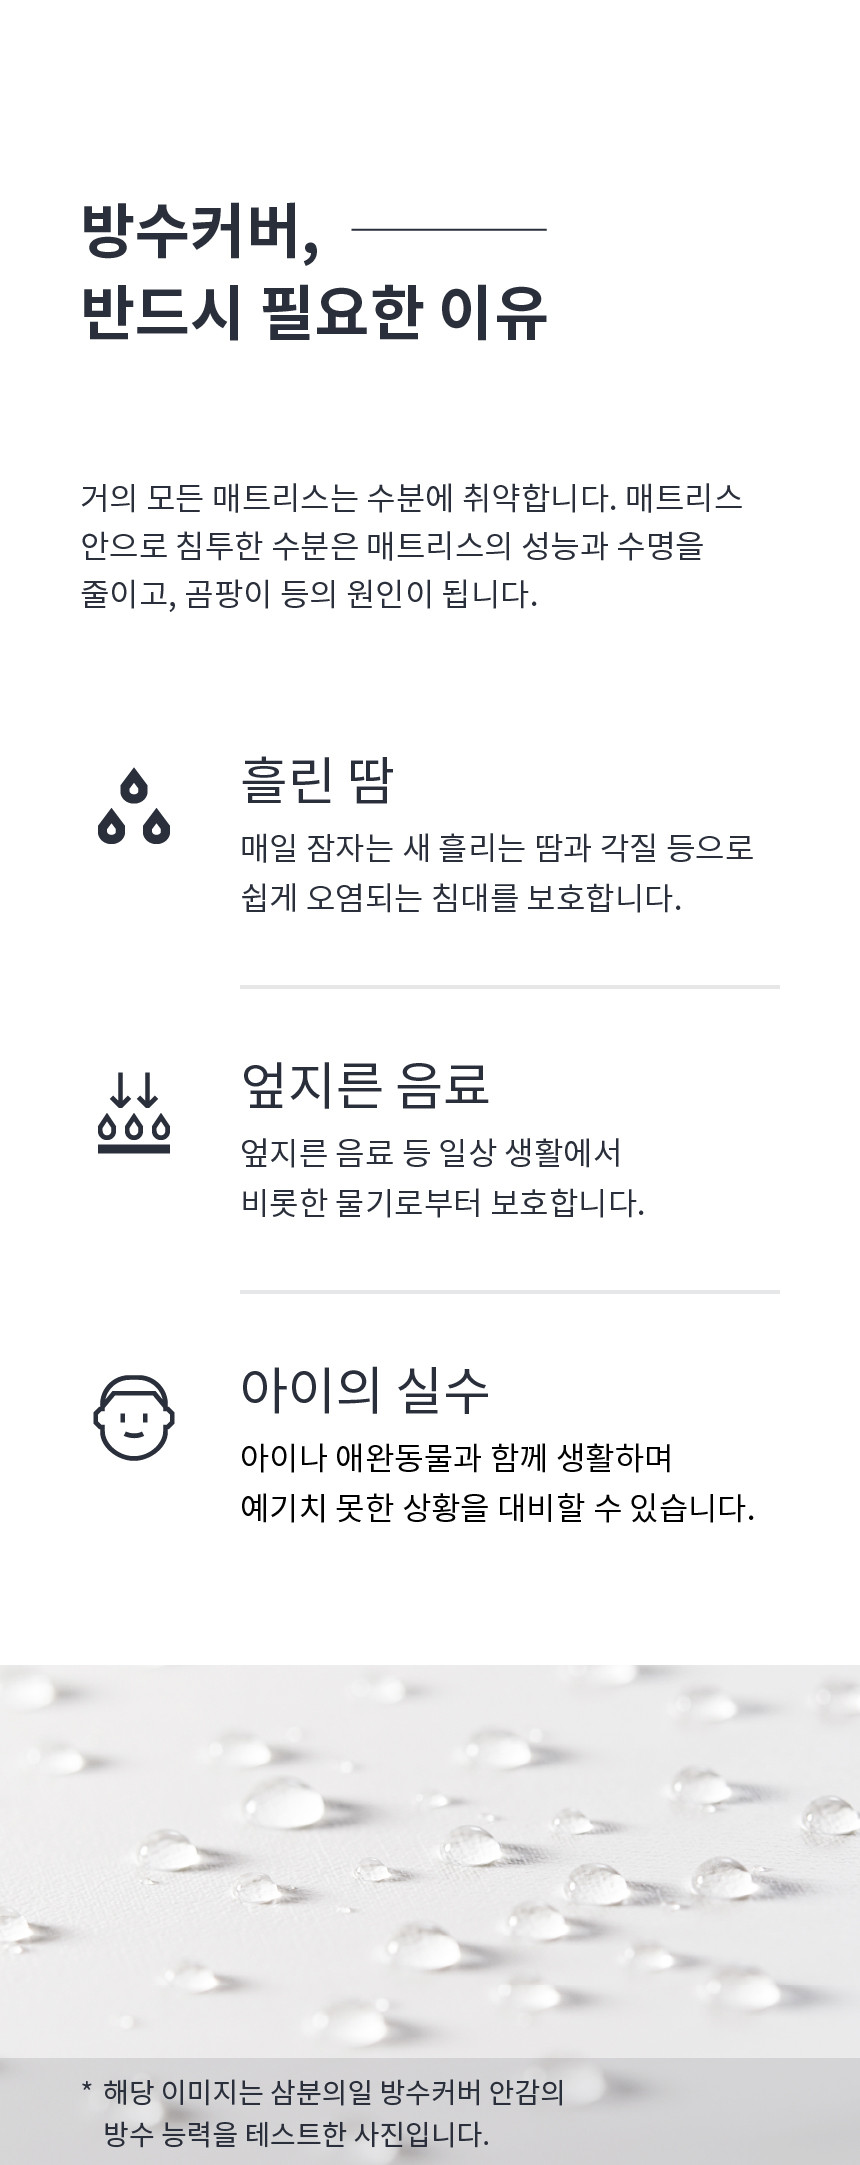 방수커버,
반드시 필요한 이유
거의 모든 매트리스는 수분에 취약합니다. 매트리스
안으로 침투한 수분은 매트리스의 성능과 수명을
줄이고, 곰팡이 등의 원인이 됩니다.
흘린 땀
매일 잠자는 새 흘리는 땀과 각질 등으로
쉽게 오염되는 침대를 보호합니다.
엎지른 음료
엎지른 음료 등 일상 생활에서
비롯한 물기로부터 보호합니다.
아이의 실수
아이나 애완동물과 함께 생활하며
예기치 못한 상황을 대비할 수 있습니다.
* 해당 이미지는 삼분의일 방수커버 안감의
방수 능력을 테스트한 사진입니다.